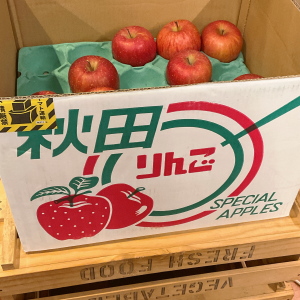 秋田
りんご
SPECIAL
APPLES
FRESH FOOD
VEGETABLE